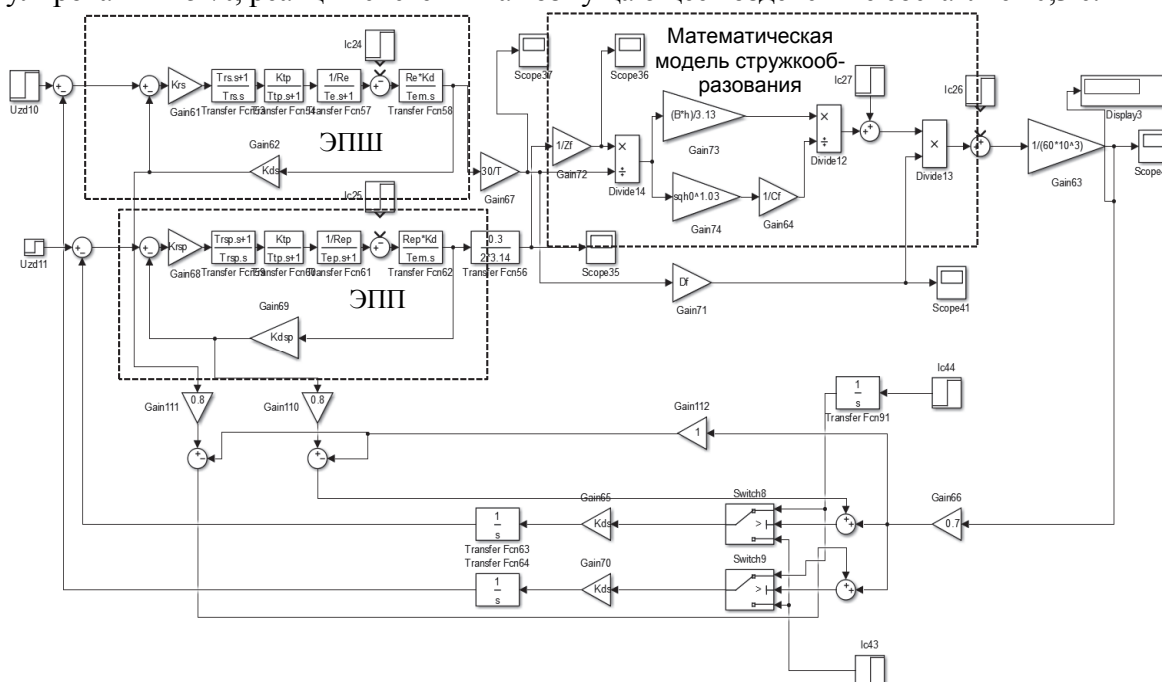 Ic24
Математическая
модель стружкооб-
разования
Scope37
Scope36
Ic27
Ic26
Display3
Uzd10
Krs
Gain61
Trs.s+1
Trs.s
Transfer Fcn53
Ktp
Ttp.s+1
Transfer Fcn54
1/Re
Te.s+1
Transfer Fcn57
Re*Kd
Tem.s
Transfer Fcn58
ЭПШ
Gain62
Kds
30/T
Gain67
1/Zf
Gain72
Divide14
(B*h)/3.13
Gain73
sqh0^1.03
Gain74
1/Cf
Gain64
Divide12
Divide13
1/(60*10^3)
Gain63
Ic25
Uzd11
Krsp
Gain68
Trsp.s+1
Trsp.s
Transfer Fcn59
Ktp
Ttp.s+1
Transfer Fcn60
1/Rep
Tep.s+1
Transfer Fcn61
Rep*Kd
Tem.s
Transfer Fcn62
0.3
2*3.14
Transfer Fcn56
Scope35
ЭПП
Gain69
Kdsp
Df
Gain71
Scope41
0.8
Gain111
0.8
Gain110
Gain112
1
1
s
Transfer Fcn91
Ic44
Gain65
Kds
Switch8
Gain66
0.7
1
s
Transfer Fcn63
Transfer Fcn64
1
s
Gain70
Kds
Switch9
Ic43